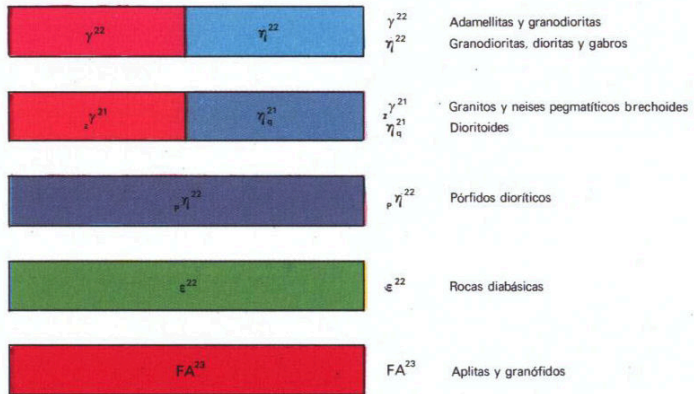 γ²² η²² γ²² Adamellitas y granodioritas
η²² Granodioritas, dioritas y gabros
zγ²¹ ηq²¹ zγ²¹ Granitos y neises pegmatíticos brechoides
ηq²¹ Dioritoides
pη²² pη²² Pórfidos dioríticos
ε²² ε²² Rocas diabásicas
FA²³ FA²³ Aplitas y granófidos